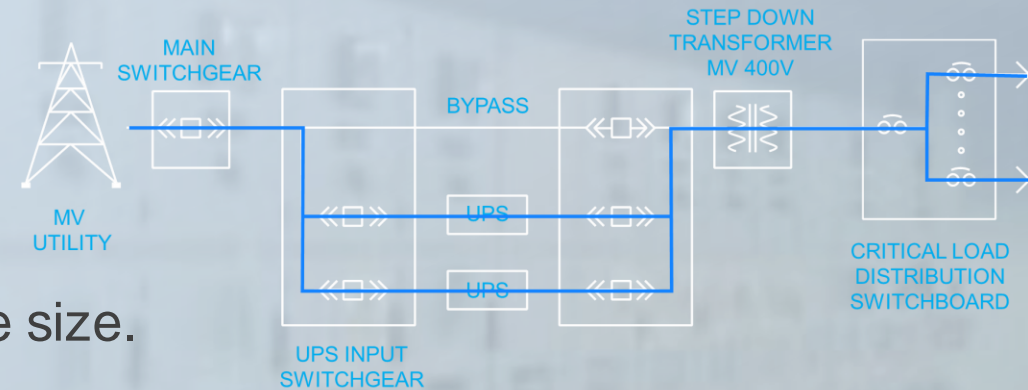 STEP DOWN
TRANSFORMER
MV 400V
MAIN
SWITCHGEAR
BYPASS
UPS
MV
UTILITY
UPS
CRITICAL LOAD
DISTRIBUTION
SWITCHBOARD
e size.
UPS INPUT
SWITCHGEAR